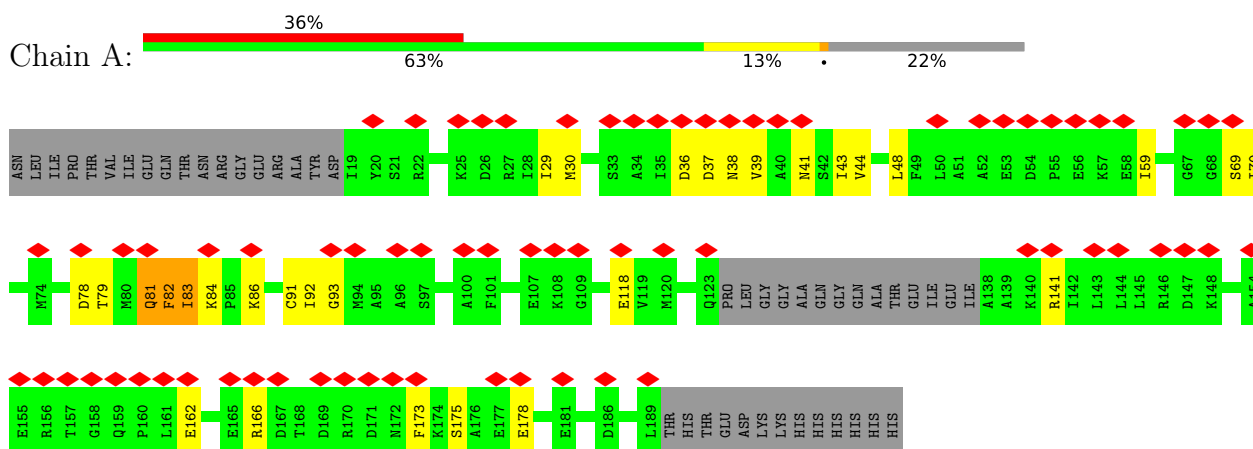 36%
Chain A:
63% 13% • 22%
ASN LEU ILE PRO THR VAL ILE GLU GLN THR ASN ARG GLY GLU ARG ALA TYR ASP I19 Y20 S21 R22 K25 D26 R27 I28 I29 M30 S33 A34 I35 D36 D37 N38 V39 A40 N41 S42 I43 V44 L48 F49 L50 A51 A52 E53 D54 P55 E56 K57 E58 I59 G67 G68 S69 I70
M74 D78 T79 M80 Q81 F82 I83 K84 P85 K86 C91 I92 G93 M94 A95 A96 S97 A100 F101 E107 K108 G109 E118 V119 M120 Q123 PRO LEU GLY GLY ALA GLN GLY GLN ALA THR GLU ILE GLU ILE A138 A139 K140 R141 I142 L143 L144 L145 R146 D147 K148 A154
E155 R156 T157 G158 Q159 P160 L161 E162 E165 R166 D167 T168 D169 R170 D171 N172 F173 K174 S175 A176 E177 E178 E181 D186 L189 THR HIS THR GLU ASP LYS LYS HIS HIS HIS HIS HIS HIS